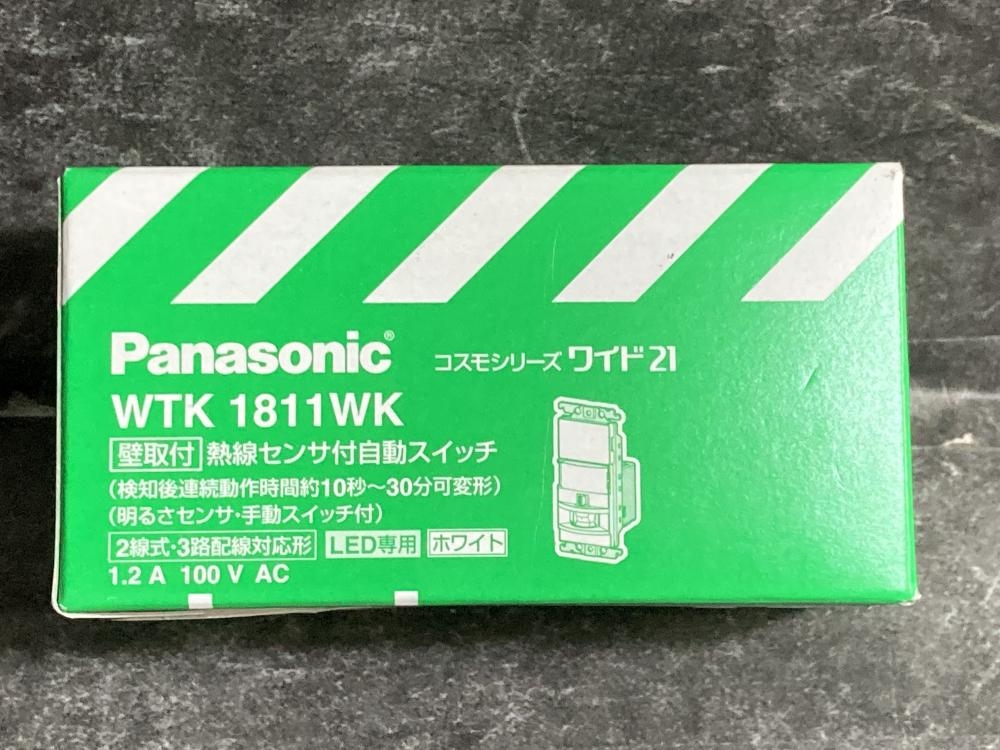 Panasonic® コスモシリーズ ワイド21
WTK 1811WK
壁取付 熱線センサ付自動スイッチ
(検知後連続動作時間約10秒〜30分可変形)
(明るさセンサ・手動スイッチ付)
2線式・3路配線対応形 LED専用 ホワイト
1.2 A 100 V AC